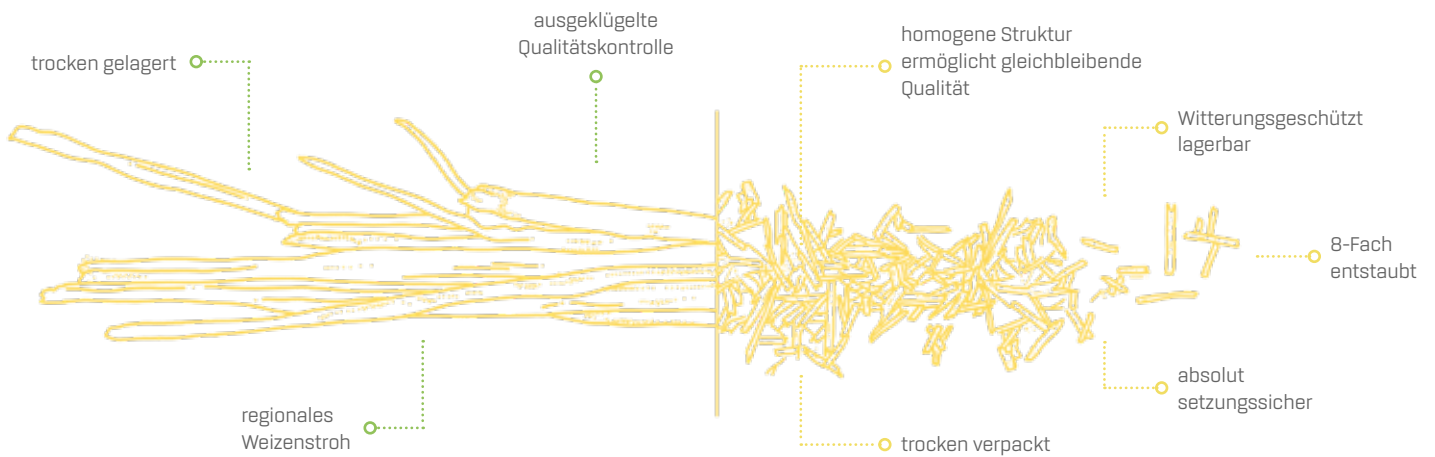 trocken gelagert
ausgeklügelte
Qualitätskontrolle
homogene Struktur
ermöglicht gleichbleibende
Qualität
Witterungsgeschützt
lagerbar
8-Fach
entstaubt
regionales
Weizenstroh
absolut
setzungssicher
trocken verpackt